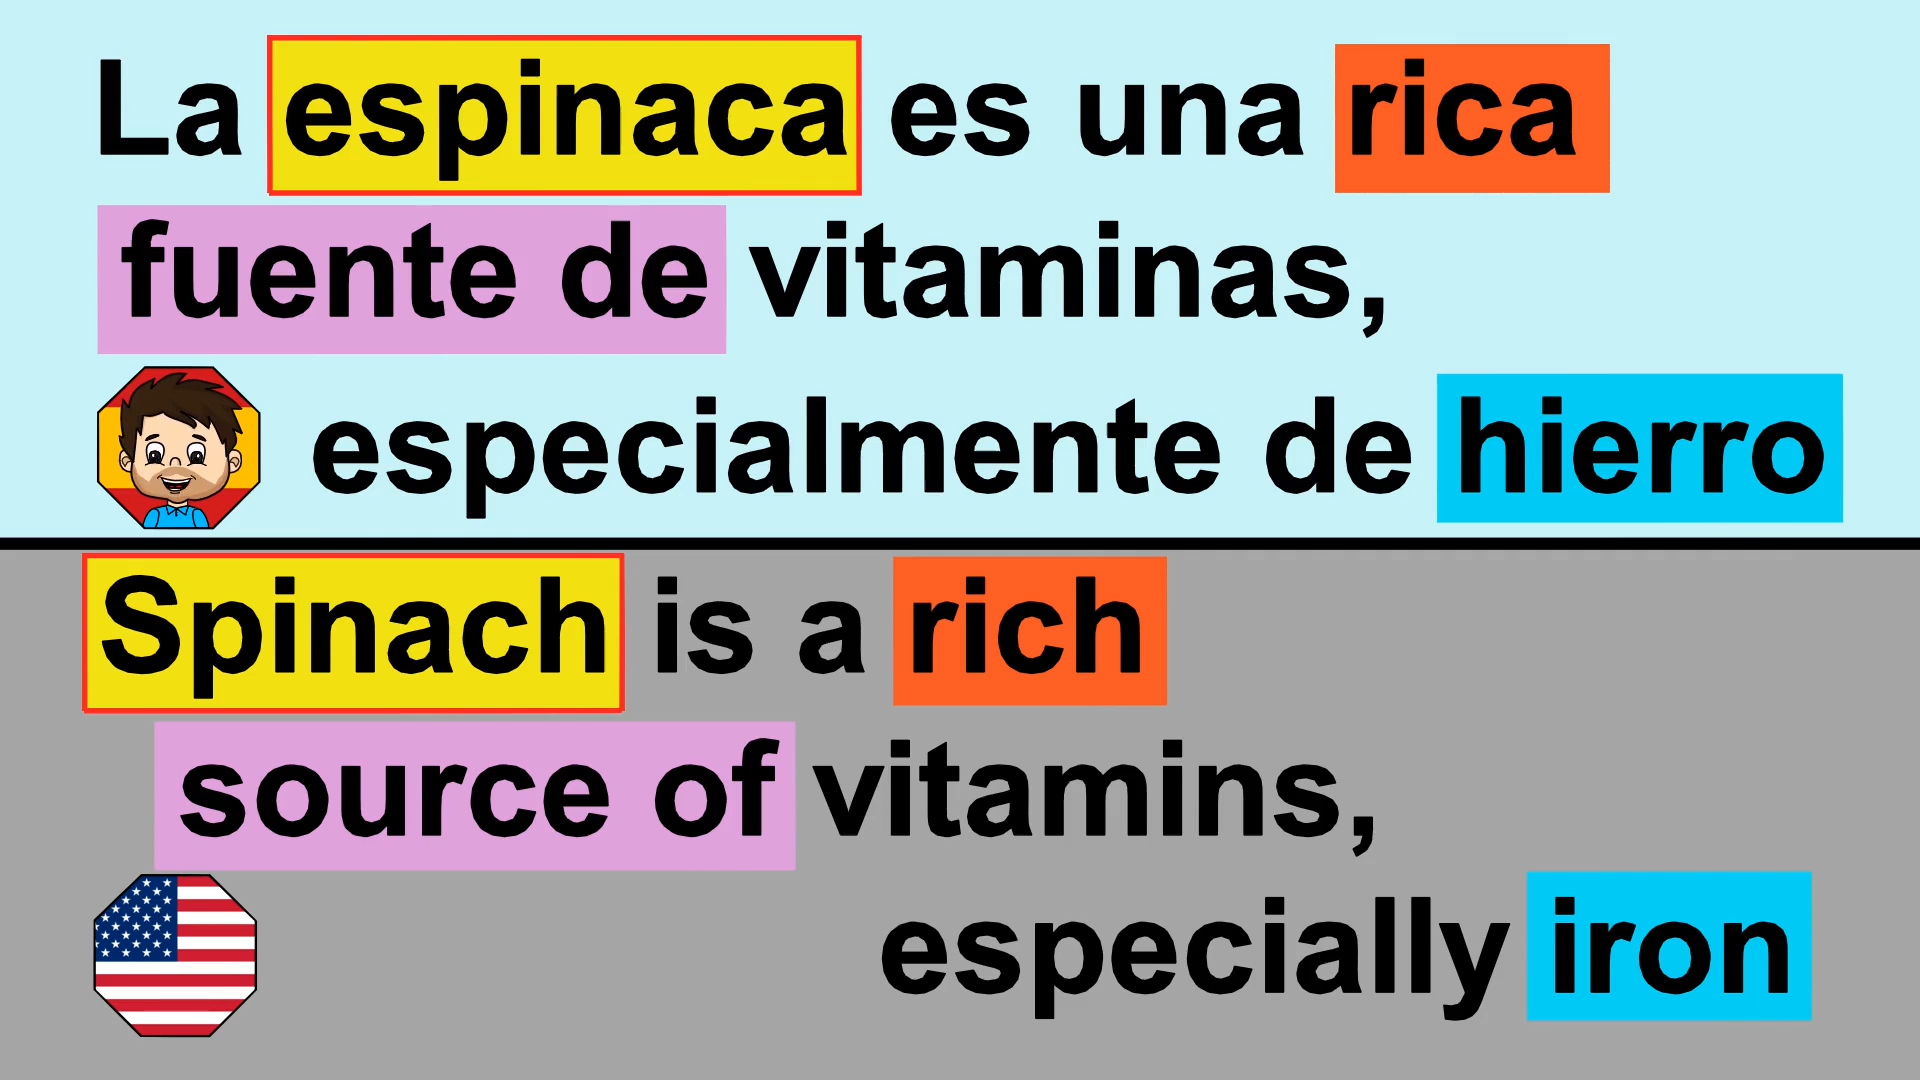 La espinaca es una rica
fuente de vitaminas,
especialmente de hierro
Spinach is a rich
source of vitamins,
especially iron